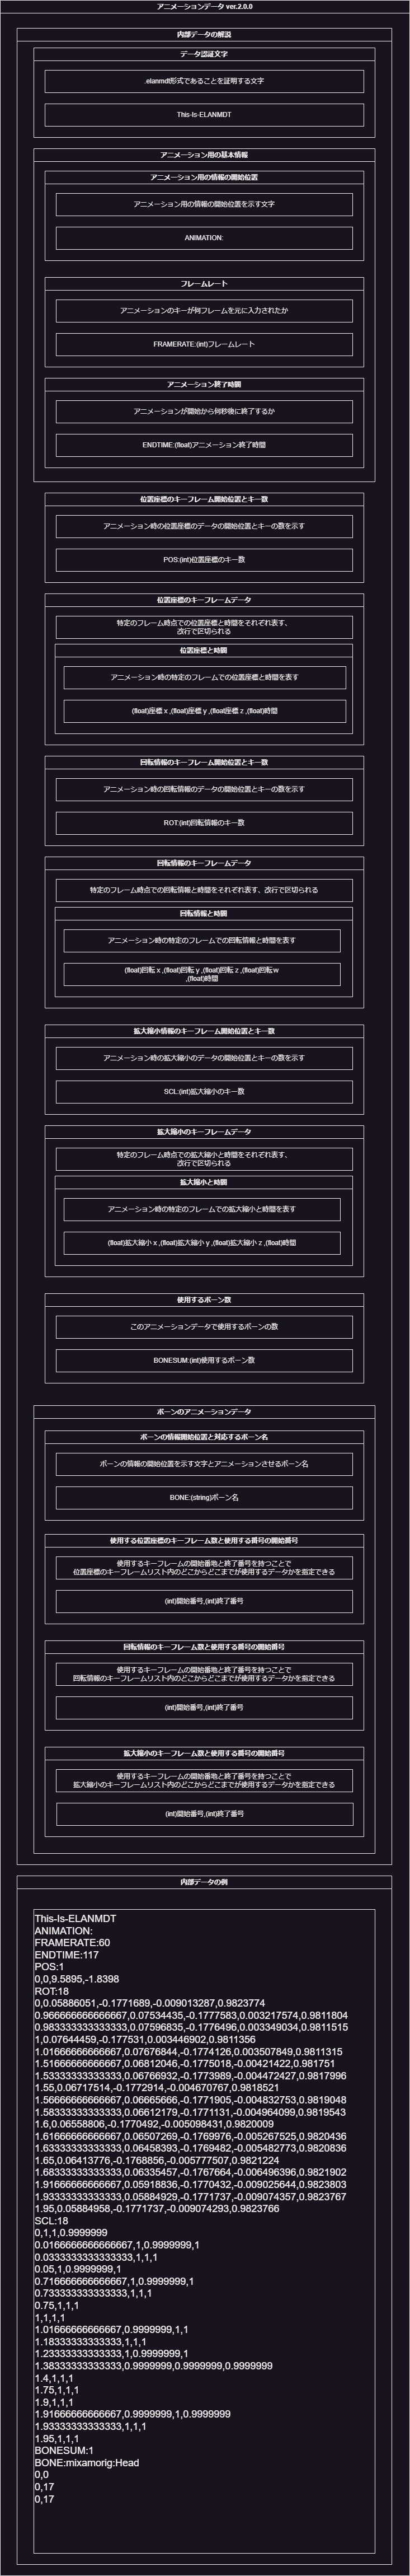 アニメーションデータ ver.2.0.0
内部データの解説
データ認証文字
.elanmdt形式であることを証明する文字
This-Is-ELANMDT
アニメーション用の基本情報
アニメーション用の情報の開始位置
アニメーション用の情報の開始位置を示す文字
ANIMATION:
フレームレート
アニメーションのキーが何フレームを元に入力されたか
FRAMERATE:(int)フレームレート
アニメーション終了時間
アニメーションが開始から何秒後に終了するか
ENDTIME:(float)アニメーション終了時間
位置座標のキーフレーム開始位置とキー数
アニメーション時の位置座標のデータの開始位置とキーの数を示す
POS:(int)位置座標のキー数
位置座標のキーフレームデータ
特定のフレーム時点での位置座標と時間をそれぞれ表す、
改行で区切られる
位置座標と時間
アニメーション時の特定のフレームでの位置座標と時間を表す
(float)座標 x ,(float)座標 y ,(float座標 z ,(float)時間
回転情報のキーフレーム開始位置とキー数
アニメーション時の回転情報のデータの開始位置とキーの数を示す
ROT:(int)回転情報のキー数
回転情報のキーフレームデータ
特定のフレーム時点での回転情報と時間をそれぞれ表す、改行で区切られる
回転情報と時間
アニメーション時の特定のフレームでの回転情報と時間を表す
(float)回転 x ,(float)回転 y ,(float)回転 z ,(float)回転 w
,(float)時間
拡大縮小情報のキーフレーム開始位置とキー数
アニメーション時の拡大縮小のデータの開始位置とキーの数を示す
SCL:(int)拡大縮小のキー数
拡大縮小のキーフレームデータ
特定のフレーム時点での拡大縮小と時間をそれぞれ表す、
改行で区切られる
拡大縮小と時間
アニメーション時の特定のフレームでの拡大縮小と時間を表す
(float)拡大縮小 x ,(float)拡大縮小 y ,(float)拡大縮小 z ,(float)時間
使用するボーン数
このアニメーションデータで使用するボーンの数
BONESUM:(int)使用するボーン数
ボーンのアニメーションデータ
ボーンの情報開始位置と対応するボーン名
ボーンの情報の開始位置を示す文字とアニメーションさせるボーン名
BONE:(string)ボーン名
使用する位置座標のキーフレーム数と使用する番号の開始番号
使用するキーフレームの開始番地と終了番号を持つことで
位置座標のキーフレームリスト内のどこからどこまでが使用するデータかを指定できる
(int)開始番号,(int)終了番号
回転情報のキーフレーム数と使用する番号の開始番号
使用するキーフレームの開始番地と終了番号を持つことで
回転情報のキーフレームリスト内のどこからどこまでが使用するデータかを指定できる
(int)開始番号,(int)終了番号
拡大縮小のキーフレーム数と使用する番号の開始番号
使用するキーフレームの開始番地と終了番号を持つことで
拡大縮小のキーフレームリスト内のどこからどこまでが使用するデータかを指定できる
(int)開始番号,(int)終了番号
内部データの例
This-Is-ELANMDT
ANIMATION:
FRAMERATE:60
ENDTIME:117
POS:1
0,0,9.5895,-1.8398
ROT:18
0,0.05886051,-0.1771689,-0.009013287,0.9823774
0.966666666666667,0.07534435,-0.1777583,0.003217574,0.9811804
0.983333333333333,0.07596835,-0.1776496,0.003349034,0.9811515
1,0.07644459,-0.177531,0.003446902,0.9811356
1.01666666666667,0.07676844,-0.1774126,0.003507849,0.9811315
1.51666666666667,0.06812046,-0.1775018,-0.00421422,0.981751
1.53333333333333,0.06766932,-0.1773989,-0.004472427,0.9817996
1.55,0.06717514,-0.1772914,-0.004670767,0.9818521
1.56666666666667,0.06665666,-0.1771905,-0.004832753,0.9819048
1.58333333333333,0.06612179,-0.1771131,-0.004964099,0.9819543
1.6,0.06558806,-0.1770492,-0.005098431,0.9820009
1.61666666666667,0.06507269,-0.1769976,-0.005267525,0.9820436
1.63333333333333,0.06458393,-0.1769482,-0.005482773,0.9820836
1.65,0.06413776,-0.1768856,-0.005777507,0.9821224
1.68333333333333,0.06335457,-0.1767664,-0.006496396,0.9821902
1.91666666666667,0.05918836,-0.1770432,-0.009025644,0.9823803
1.93333333333333,0.05884929,-0.1771737,-0.009074357,0.9823767
1.95,0.05884958,-0.1771737,-0.009074293,0.9823766
SCL:18
0,1,1,0.9999999
0.0166666666666667,1,0.9999999,1
0.0333333333333333,1,1,1
0.05,1,0.9999999,1
0.716666666666667,1,0.9999999,1
0.733333333333333,1,1,1
0.75,1,1,1
1,1,1,1
1.01666666666667,0.9999999,1,1
1.18333333333333,1,1,1
1.23333333333333,1,0.9999999,1
1.38333333333333,0.9999999,0.9999999,0.9999999
1.4,1,1,1
1.75,1,1,1
1.9,1,1,1
1.91666666666667,0.9999999,1,0.9999999
1.93333333333333,1,1,1
1.95,1,1,1
BONESUM:1
BONE:mixamorig:Head
0,0
0,17
0,17